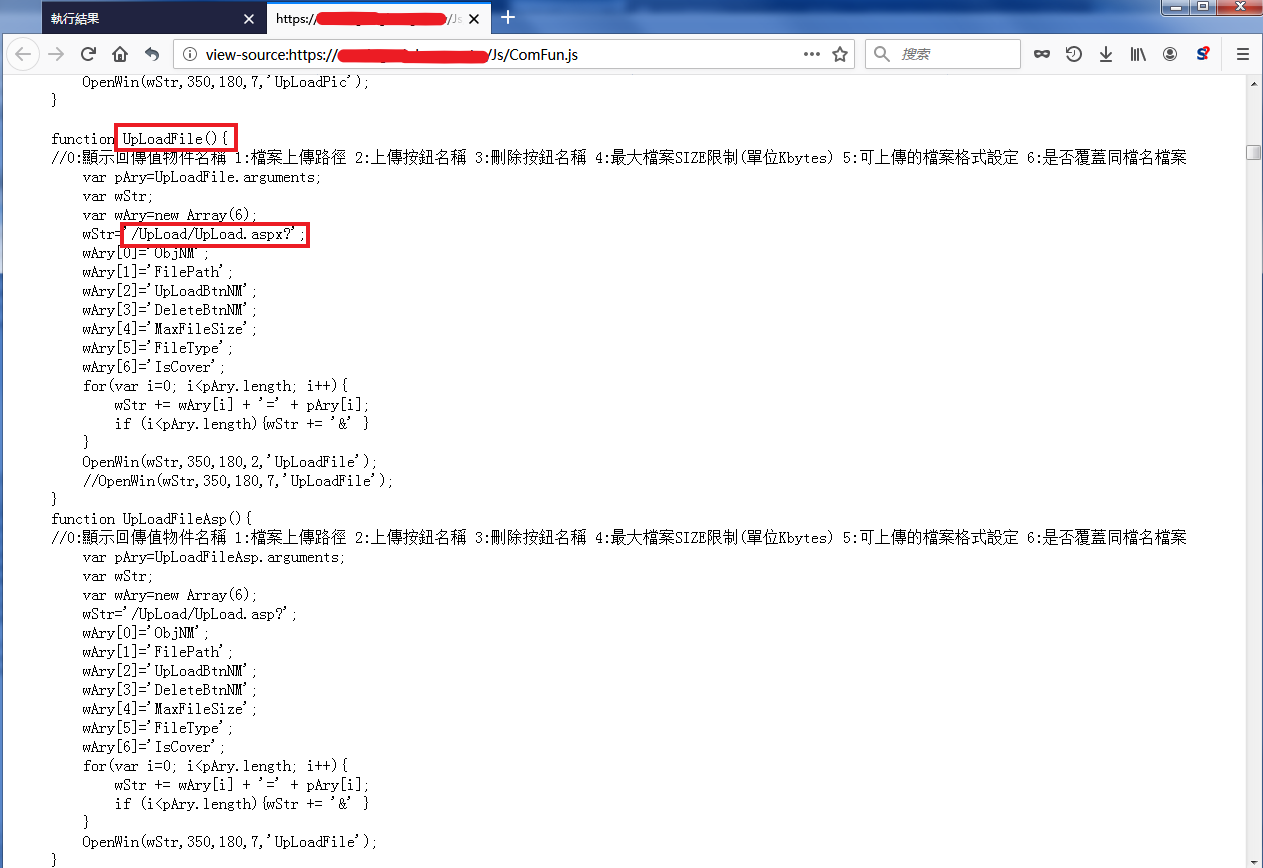 執行結果
https:// /Js
view-source:https:// /Js/ComFun.js
搜索
OpenWin(wStr,350,180,7,'UpLoadPic');
}
function UpLoadFile(){
//0:顯示回傳值物件名稱 1:檔案上傳路徑 2:上傳按鈕名稱 3:刪除按鈕名稱 4:最大檔案SIZE限制(單位Kbytes) 5:可上傳的檔案格式設定 6:是否覆蓋同檔名檔案
var pAry=UpLoadFile.arguments;
var wStr;
var wAry=new Array(6);
wStr='/UpLoad/UpLoad.aspx?';
wAry[0]='ObjNM';
wAry[1]='FilePath';
wAry[2]='UpLoadBtnNM';
wAry[3]='DeleteBtnNM';
wAry[4]='MaxFileSize';
wAry[5]='FileType';
wAry[6]='IsCover';
for(var i=0; i<pAry.length; i++){
wStr += wAry[i] + '=' + pAry[i];
if (i<pAry.length){wStr += '&' }
}
OpenWin(wStr,350,180,2,'UpLoadFile');
//OpenWin(wStr,350,180,7,'UpLoadFile');
}
function UpLoadFileAsp(){
//0:顯示回傳值物件名稱 1:檔案上傳路徑 2:上傳按鈕名稱 3:刪除按鈕名稱 4:最大檔案SIZE限制(單位Kbytes) 5:可上傳的檔案格式設定 6:是否覆蓋同檔名檔案
var pAry=UpLoadFileAsp.arguments;
var wStr;
var wAry=new Array(6);
wStr='/UpLoad/UpLoad.asp?';
wAry[0]='ObjNM';
wAry[1]='FilePath';
wAry[2]='UpLoadBtnNM';
wAry[3]='DeleteBtnNM';
wAry[4]='MaxFileSize';
wAry[5]='FileType';
wAry[6]='IsCover';
for(var i=0; i<pAry.length; i++){
wStr += wAry[i] + '=' + pAry[i];
if (i<pAry.length){wStr += '&' }
}
OpenWin(wStr,350,180,7,'UpLoadFile');
}